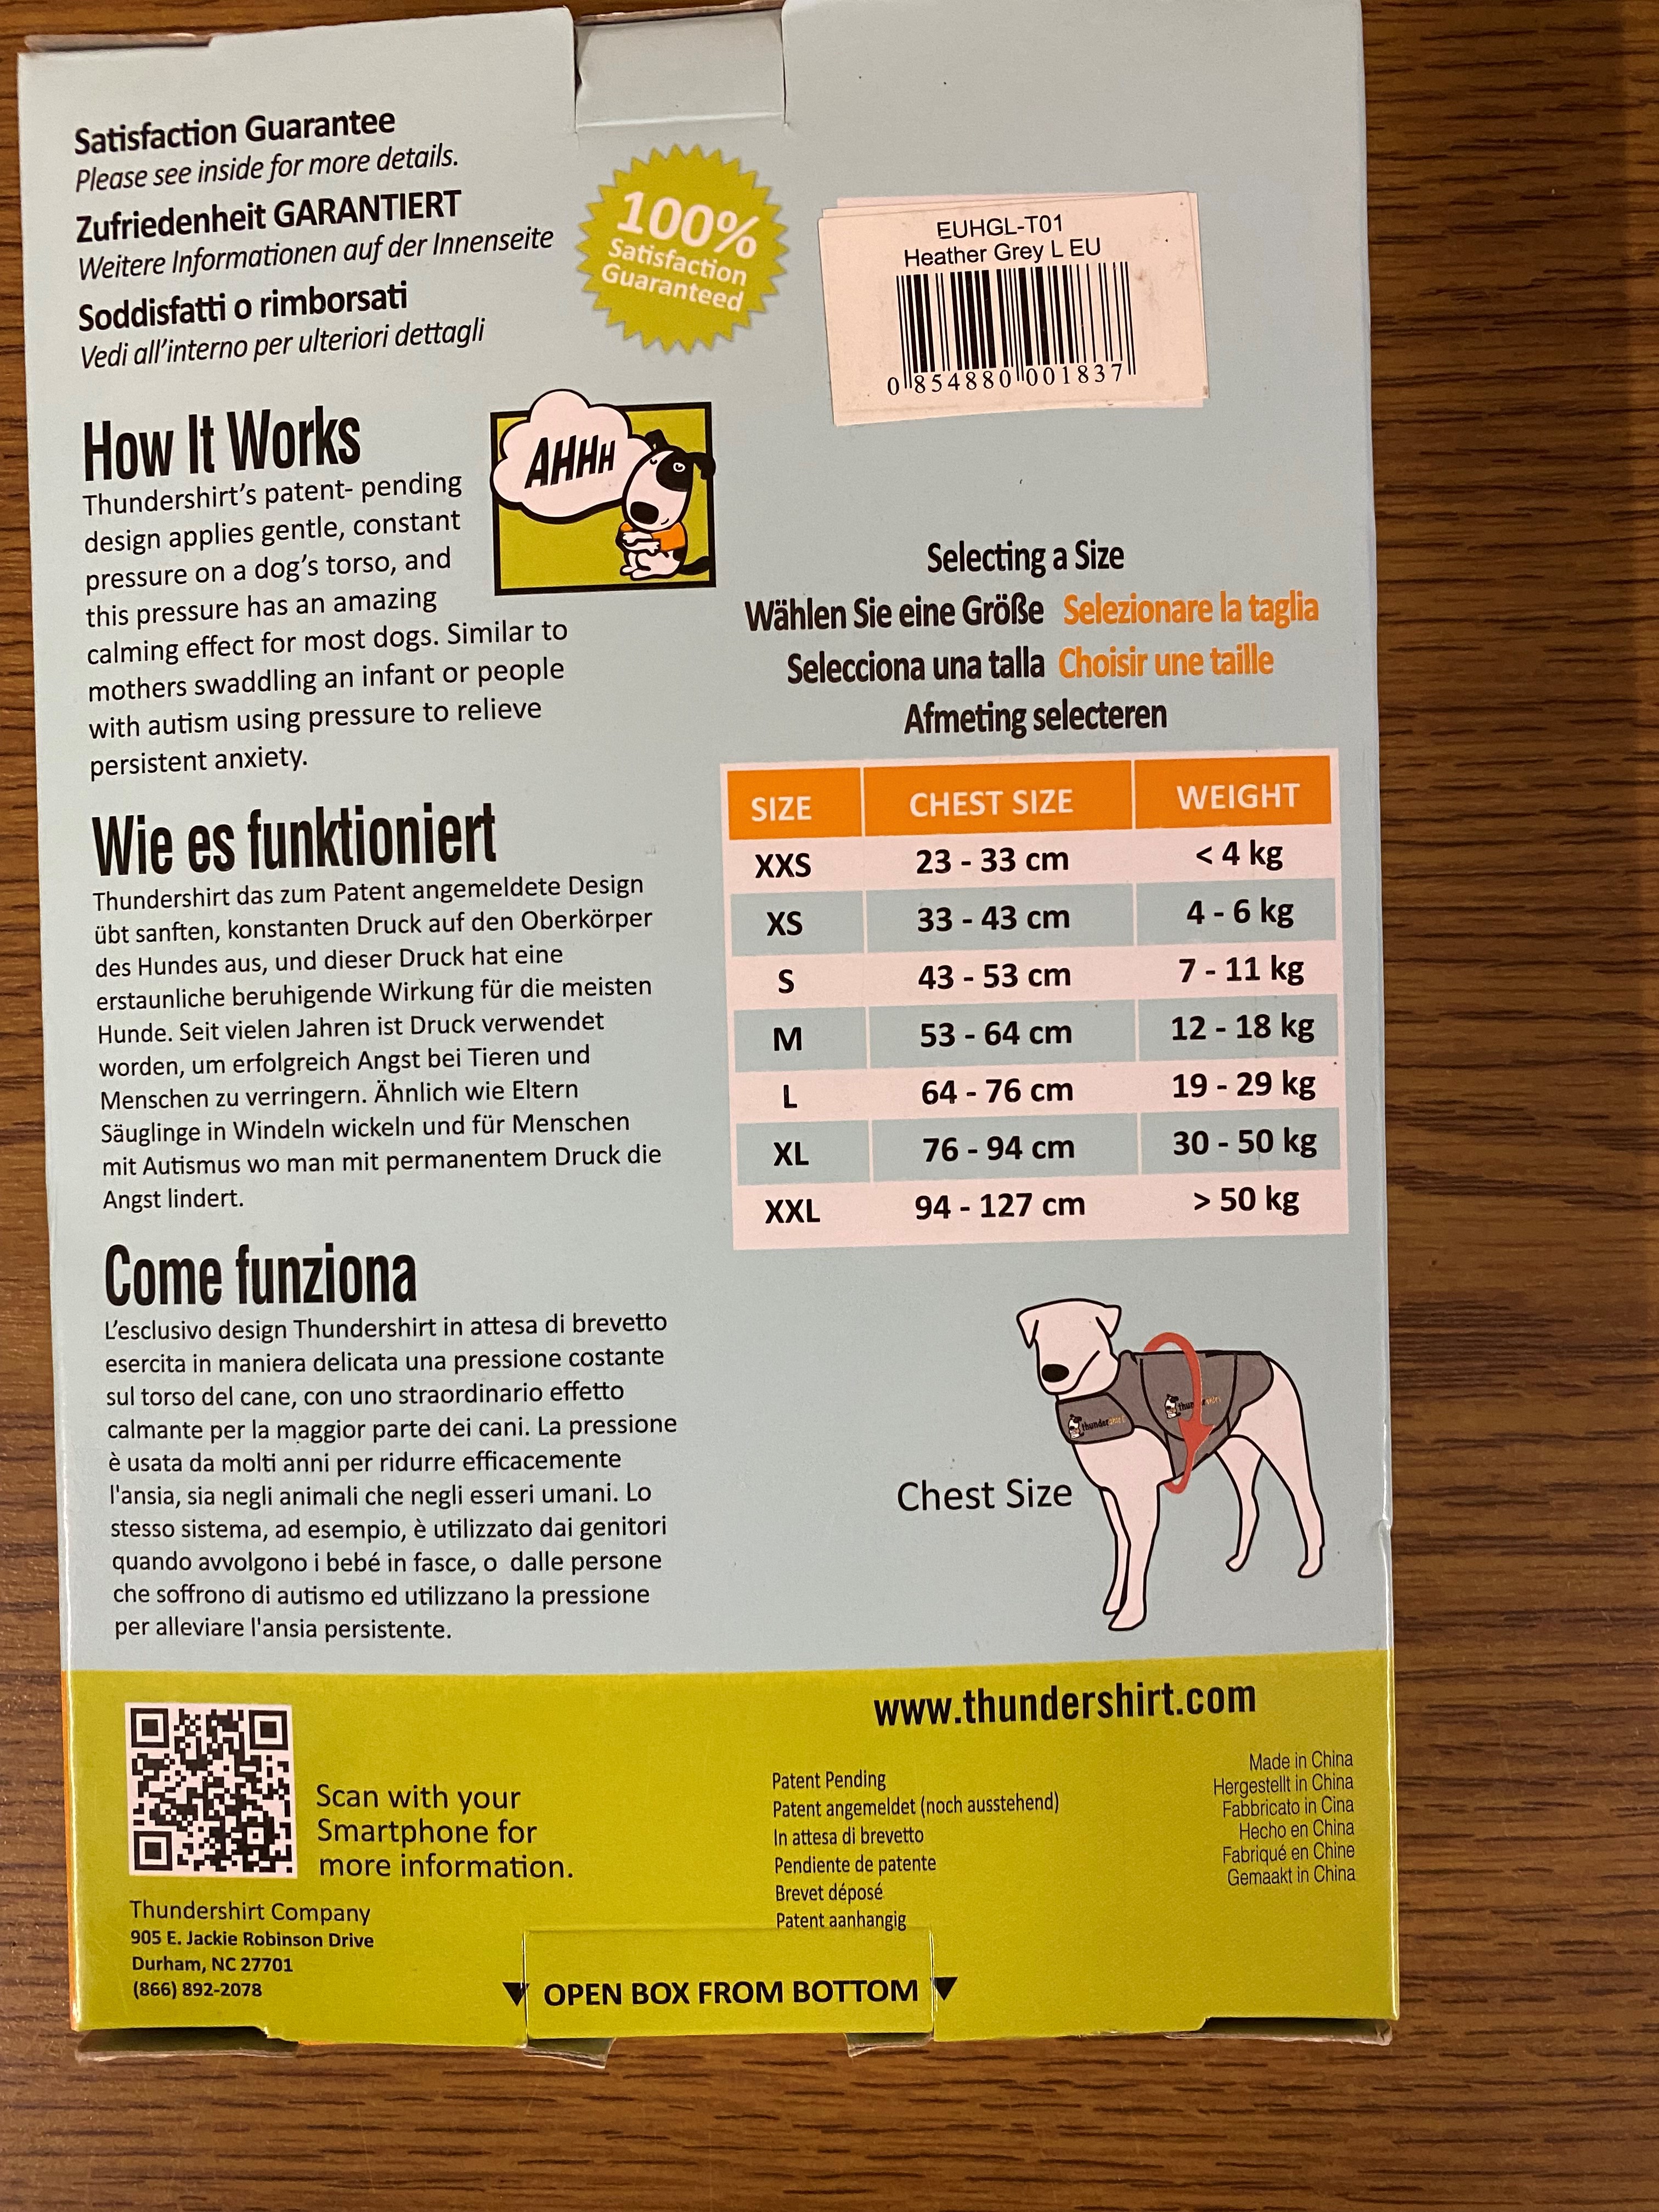 Satisfaction Guarantee
Please see inside for more details.
Zufriedenheit GARANTIERT
Weitere Informationen auf der Innenseite
Soddisfatti o rimborsati
Vedi all'interno per ulteriori dettagli
100%
Satisfaction
Guaranteed
EUHGL-T01
Heather Grey L EU
0 854880 001837
How It Works
Thundershirt's patent- pending
design applies gentle, constant
pressure on a dog's torso, and
this pressure has an amazing
calming effect for most dogs. Similar to
mothers swaddling an infant or people
with autism using pressure to relieve
persistent anxiety.
AHHH
Wie es funktioniert
Thundershirt das zum Patent angemeldete Design
übt sanften, konstanten Druck auf den Oberkörper
des Hundes aus, und dieser Druck hat eine
erstaunliche beruhigende Wirkung für die meisten
Hunde. Seit vielen Jahren ist Druck verwendet
worden, um erfolgreich Angst bei Tieren und
Menschen zu verringern. Ähnlich wie Eltern
Säuglinge in Windeln wickeln und für Menschen
mit Autismus wo man mit permanentem Druck die
Angst lindert.
Come funziona
L'esclusivo design Thundershirt in attesa di brevetto
esercita in maniera delicata una pressione costante
sul torso del cane, con uno straordinario effetto
calmante per la maggior parte dei cani. La pressione
è usata da molti anni per ridurre efficacemente
l'ansia, sia negli animali che negli esseri umani. Lo
stesso sistema, ad esempio, è utilizzato dai genitori
quando avvolgono i bebé in fasce, o dalle persone
che soffrono di autismo ed utilizzano la pressione
per alleviare l'ansia persistente.
Selecting a Size
Wählen Sie eine Größe Selezionare la taglia
Selecciona una talla Choisir une taille
Afmeting selecteren
SIZE CHEST SIZE WEIGHT
XXS 23 - 33 cm < 4 kg
XS 33 - 43 cm 4 - 6 kg
S 43 - 53 cm 7 - 11 kg
M 53 - 64 cm 12 - 18 kg
L 64 - 76 cm 19 - 29 kg
XL 76 - 94 cm 30 - 50 kg
XXL 94 - 127 cm > 50 kg
thundershirt
Chest Size
www.thundershirt.com
Scan with your
Smartphone for
more information.
Thundershirt Company
905 E. Jackie Robinson Drive
Durham, NC 27701
(866) 892-2078
Patent Pending
Patent angemeldet (noch ausstehend)
In attesa di brevetto
Pendiente de patente
Brevet déposé
Patent aanhangig
Made in China
Hergestellt in China
Fabbricato in Cina
Hecho en China
Fabriqué en Chine
Gemaakt in China
OPEN BOX FROM BOTTOM